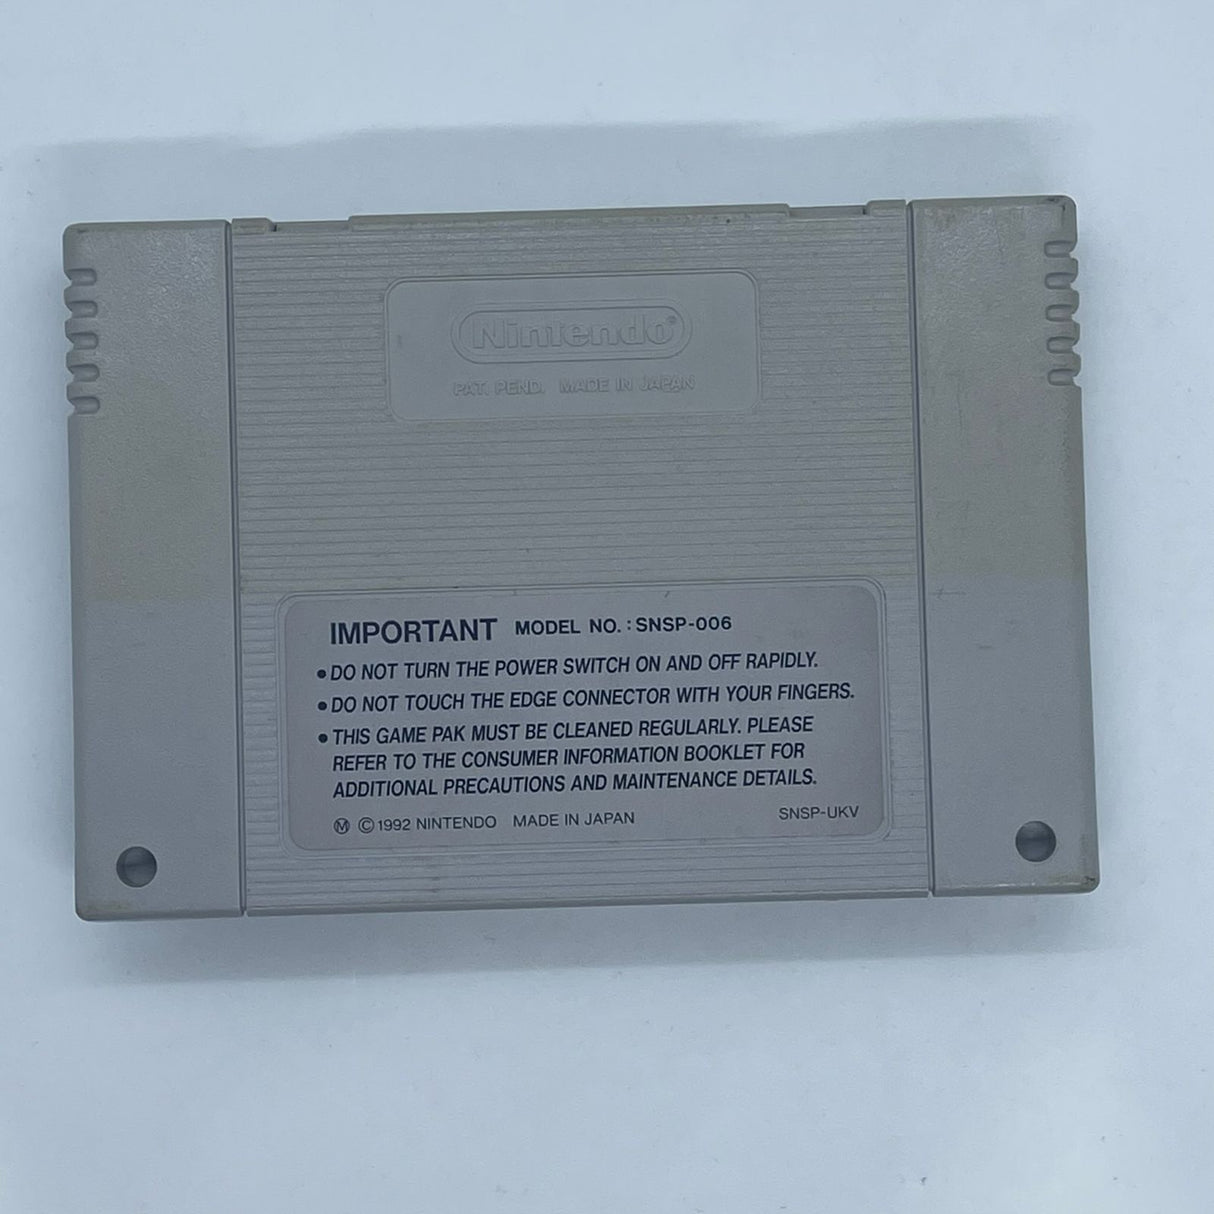 Nintendo®
PAT. PEND. MADE IN JAPAN
IMPORTANT MODEL NO. : SNSP-006
•DO NOT TURN THE POWER SWITCH ON AND OFF RAPIDLY.
•DO NOT TOUCH THE EDGE CONNECTOR WITH YOUR FINGERS.
•THIS GAME PAK MUST BE CLEANED REGULARLY. PLEASE
REFER TO THE CONSUMER INFORMATION BOOKLET FOR
ADDITIONAL PRECAUTIONS AND MAINTENANCE DETAILS.
Ⓜ ©1992 NINTENDO MADE IN JAPAN SNSP-UKV